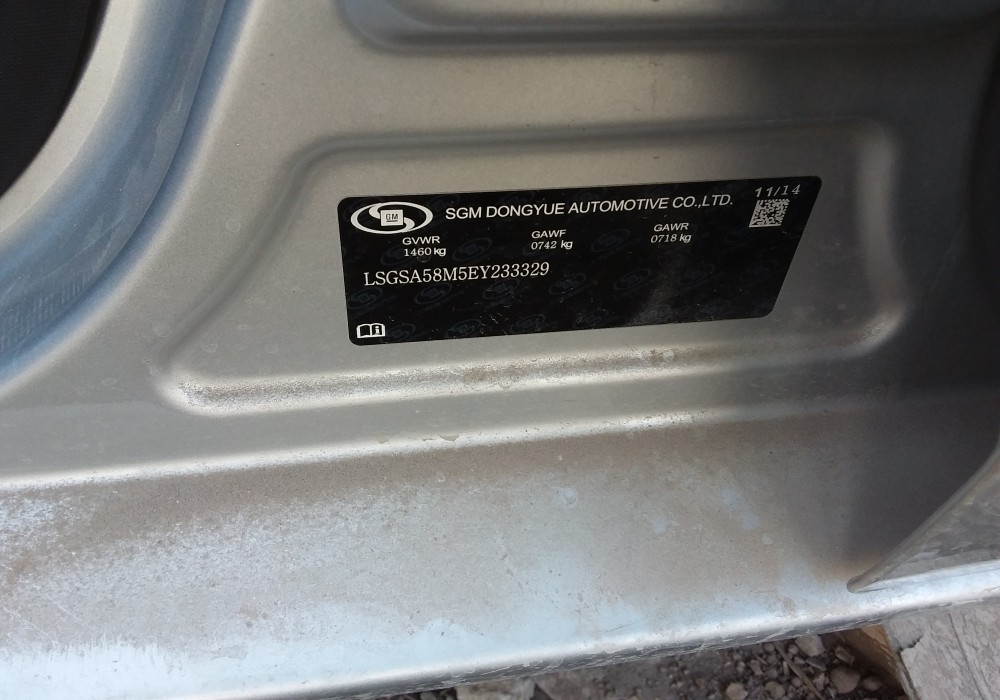 11/14
GM SGM DONGYUE AUTOMOTIVE CO.,LTD.
GVWR GAWF GAWR
1460 kg 0742 kg 0718 kg
LSGSA58M5EY233329